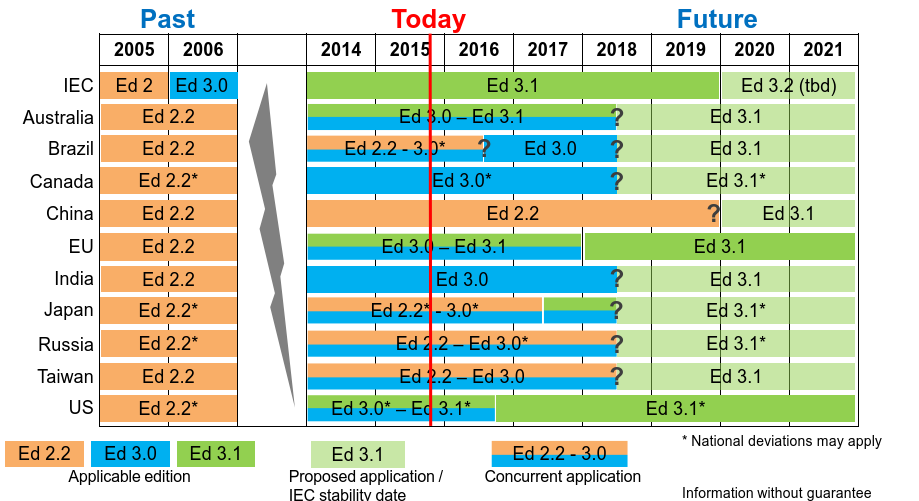 Past Today Future
2005 2006 2014 2015 2016 2017 2018 2019 2020 2021
IEC Ed 2 Ed 3.0 Ed 3.1 Ed 3.2 (tbd)
Australia Ed 2.2 Ed 3.0 – Ed 3.1 ? Ed 3.1
Brazil Ed 2.2 Ed 2.2 - 3.0* ? Ed 3.0 ? Ed 3.1
Canada Ed 2.2* Ed 3.0* ? Ed 3.1*
China Ed 2.2 Ed 2.2 ? Ed 3.1
EU Ed 2.2 Ed 3.0 – Ed 3.1 Ed 3.1
India Ed 2.2 Ed 3.0 ? Ed 3.1
Japan Ed 2.2* Ed 2.2* - 3.0* ? Ed 3.1*
Russia Ed 2.2* Ed 2.2 – Ed 3.0* ? Ed 3.1*
Taiwan Ed 2.2 Ed 2.2 – Ed 3.0 ? Ed 3.1
US Ed 2.2* Ed 3.0* – Ed 3.1* Ed 3.1*
Ed 2.2 Ed 3.0 Ed 3.1
Applicable edition
Ed 3.1
Proposed application /
IEC stability date
Ed 2.2 - 3.0
Concurrent application
* National deviations may apply
Information without guarantee